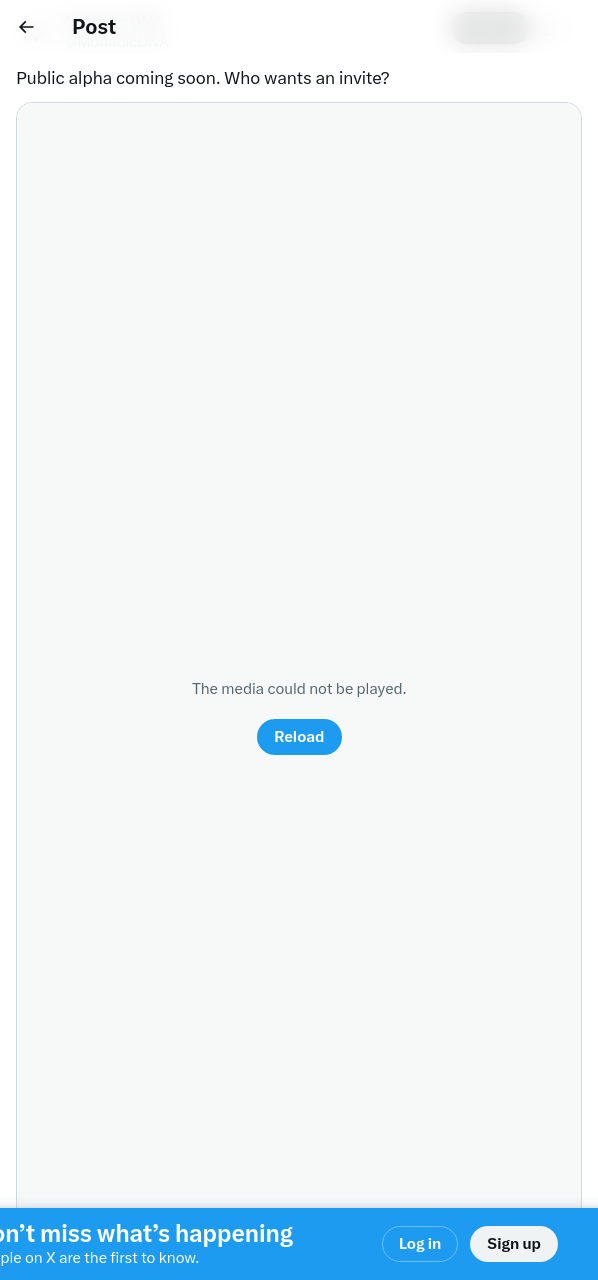 Post
Public alpha coming soon. Who wants an invite?
The media could not be played.
Reload
on’t miss what’s happening
ple on X are the first to know.
Log in
Sign up